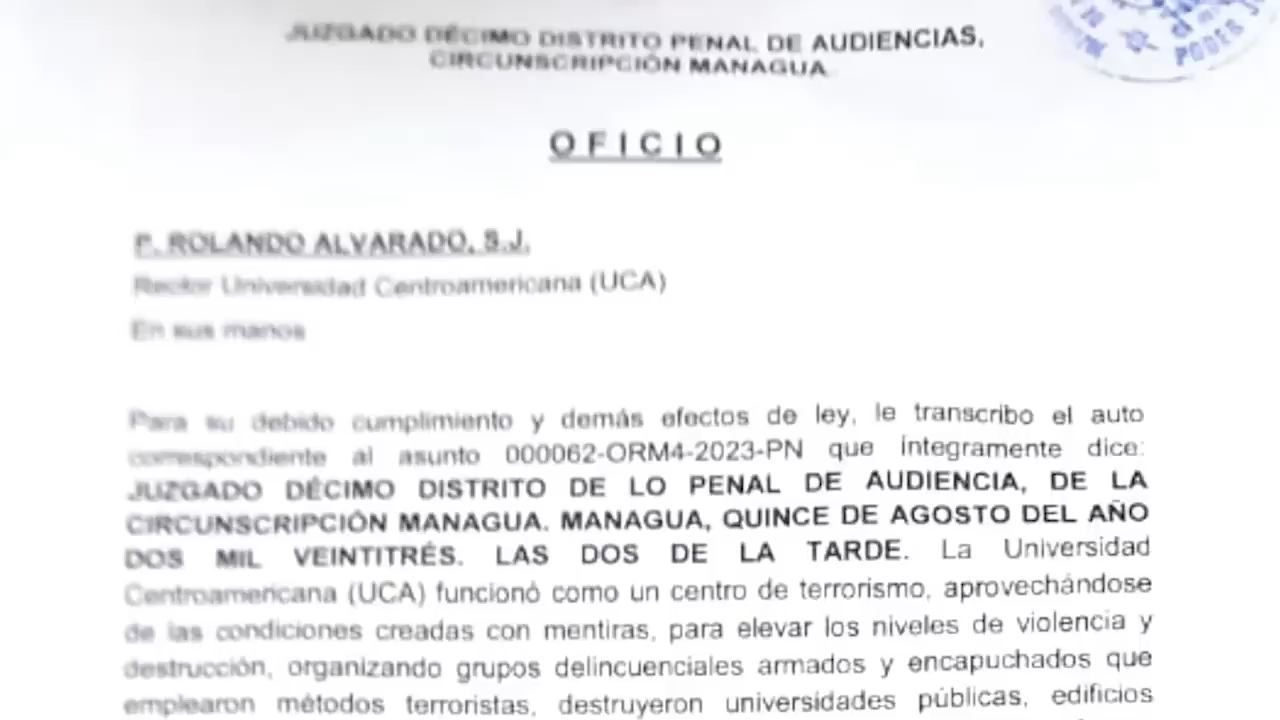 JUZGADO DÉCIMO DISTRITO PENAL DE AUDIENCIAS,
CIRCUNSCRIPCIÓN MANAGUA
OFICIO
P. ROLANDO ALVARADO, S.J.
Rector Universidad Centroamericana (UCA)
En sus manos
Para su debido cumplimiento y demás efectos de ley, le transcribo el auto
correspondiente al asunto 000062-ORM4-2023-PN que íntegramente dice:
JUZGADO DÉCIMO DISTRITO DE LO PENAL DE AUDIENCIA, DE LA
CIRCUNSCRIPCIÓN MANAGUA. MANAGUA, QUINCE DE AGOSTO DEL AÑO
DOS MIL VEINTITRÉS. LAS DOS DE LA TARDE. La Universidad
Centroamericana (UCA) funcionó como un centro de terrorismo, aprovechándose
de las condiciones creadas con mentiras, para elevar los niveles de violencia y
destrucción, organizando grupos delincuenciales armados y encapuchados que
emplearon métodos terroristas, destruyeron universidades públicas, edificios
PODER